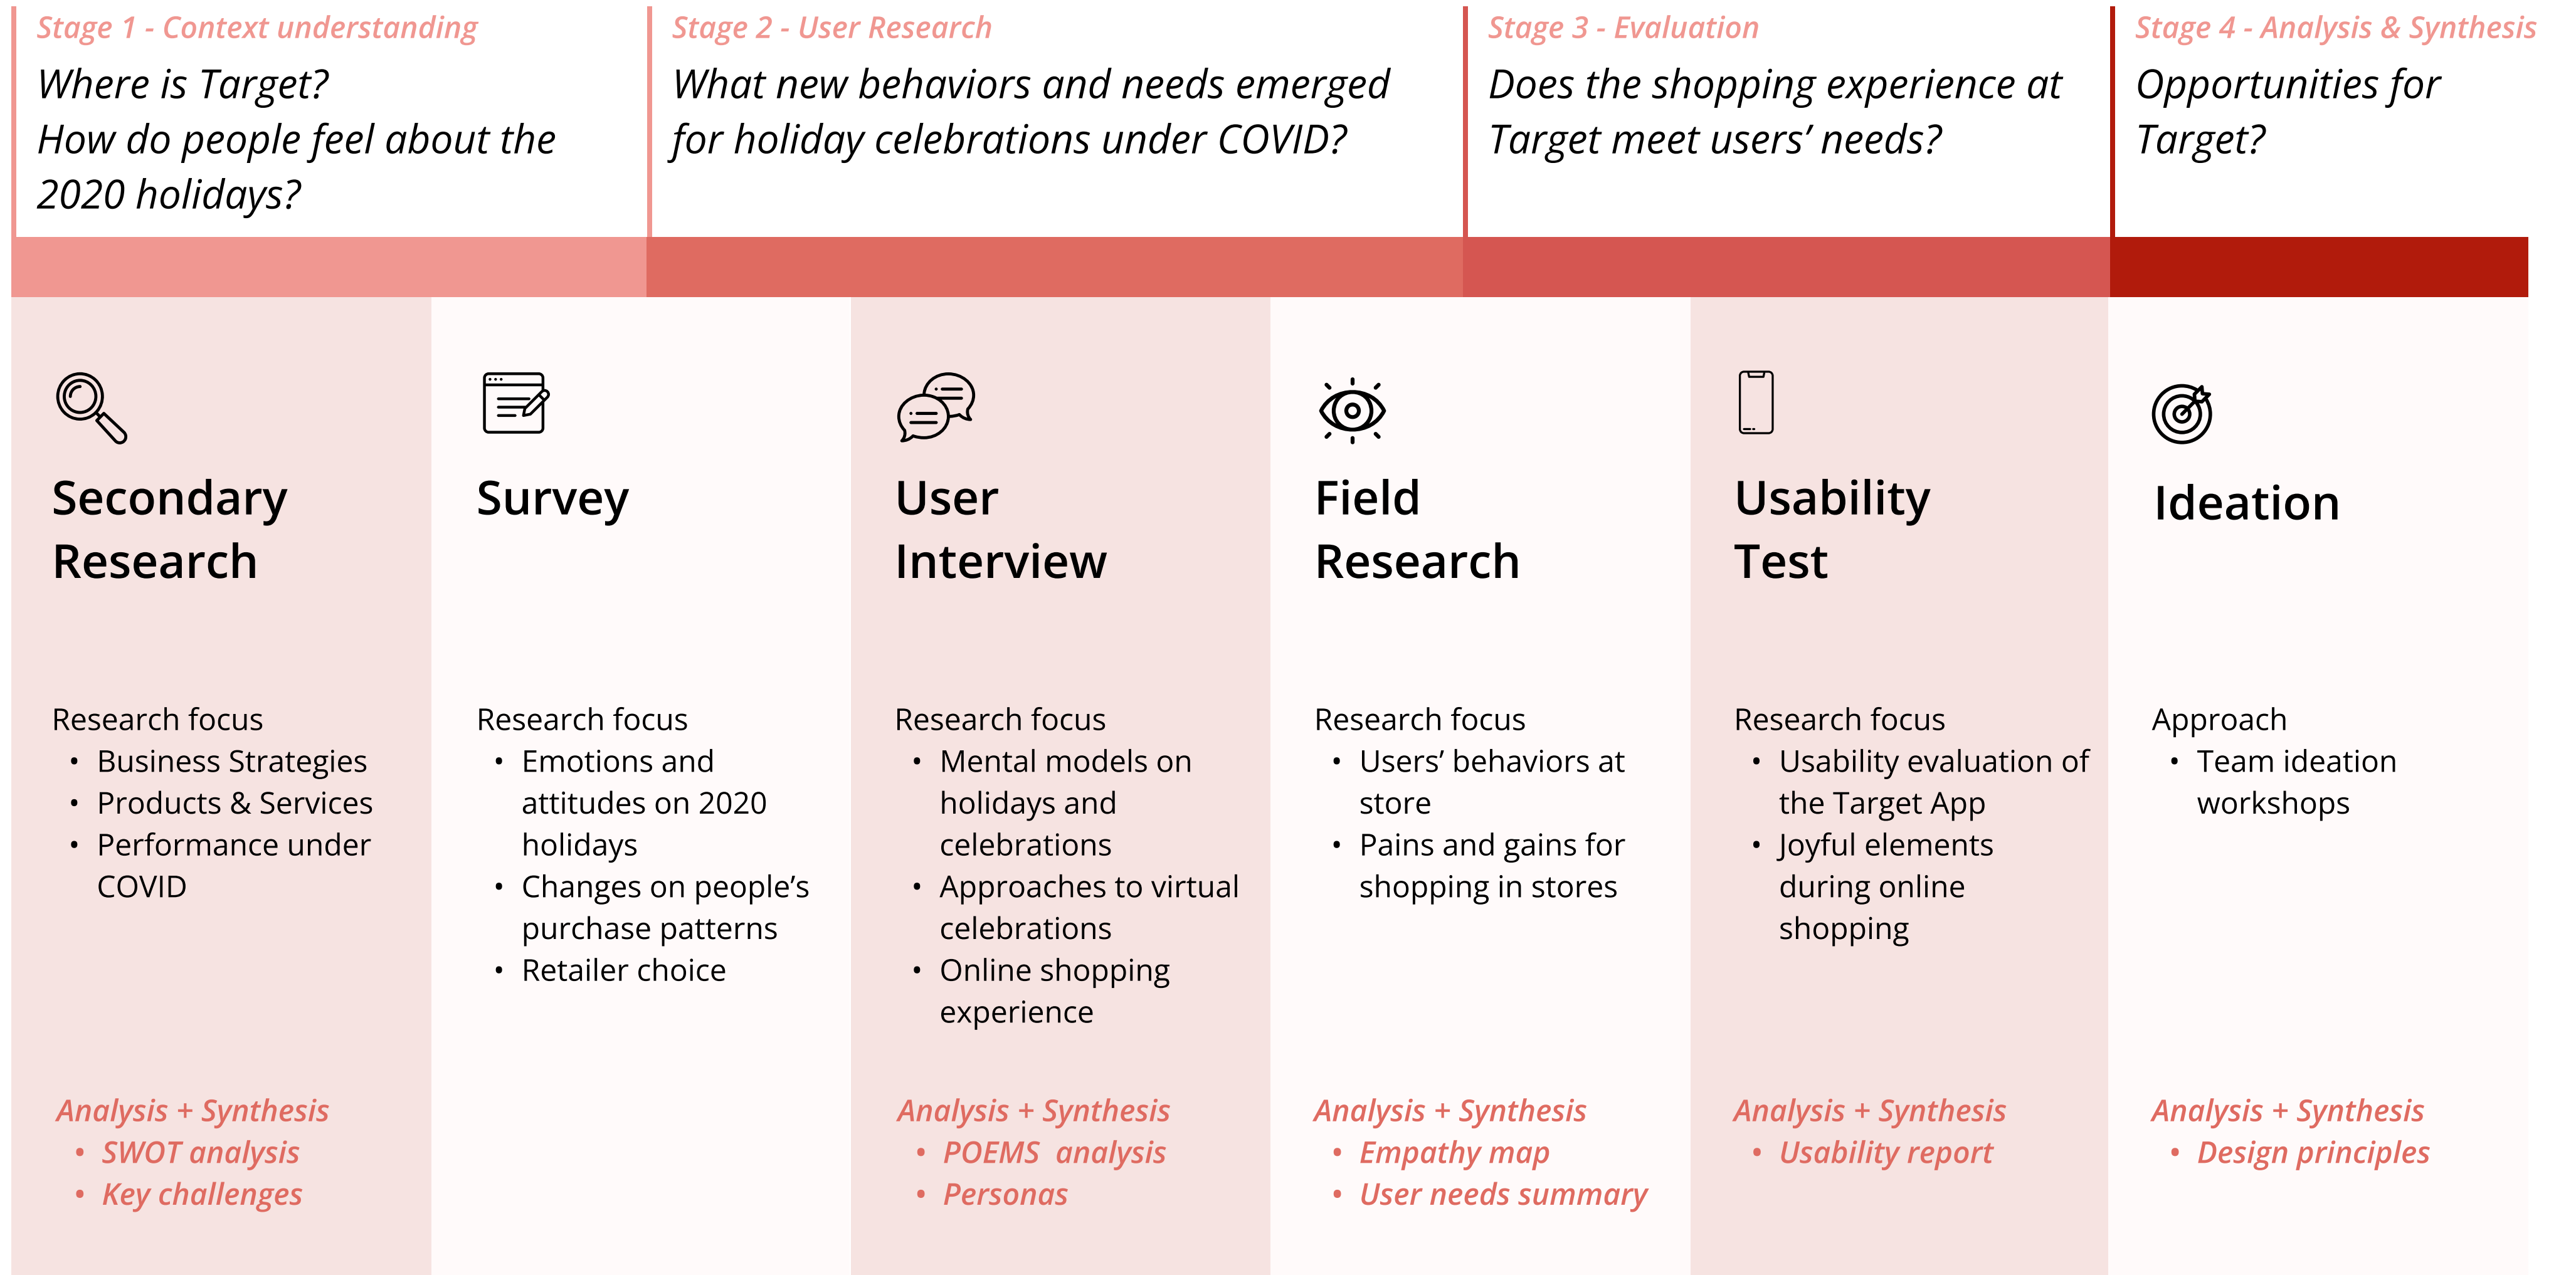 Stage 1 - Context understanding
Where is Target?
How do people feel about the
2020 holidays?
Stage 2 - User Research
What new behaviors and needs emerged
for holiday celebrations under COVID?
Stage 3 - Evaluation
Does the shopping experience at
Target meet users’ needs?
Stage 4 - Analysis & Synthesis
Opportunities for
Target?
Secondary
Research
Research focus
• Business Strategies
• Products & Services
• Performance under
COVID
Analysis + Synthesis
• SWOT analysis
• Key challenges
Survey
Research focus
• Emotions and
attitudes on 2020
holidays
• Changes on people’s
purchase patterns
• Retailer choice
User
Interview
Research focus
• Mental models on
holidays and
celebrations
• Approaches to virtual
celebrations
• Online shopping
experience
Analysis + Synthesis
• POEMS  analysis
• Personas
Field
Research
Research focus
• Users’ behaviors at
store
• Pains and gains for
shopping in stores
Analysis + Synthesis
• Empathy map
• User needs summary
Usability
Test
Research focus
• Usability evaluation of
the Target App
• Joyful elements
during online
shopping
Analysis + Synthesis
• Usability report
Ideation
Approach
• Team ideation
workshops
Analysis + Synthesis
• Design principles